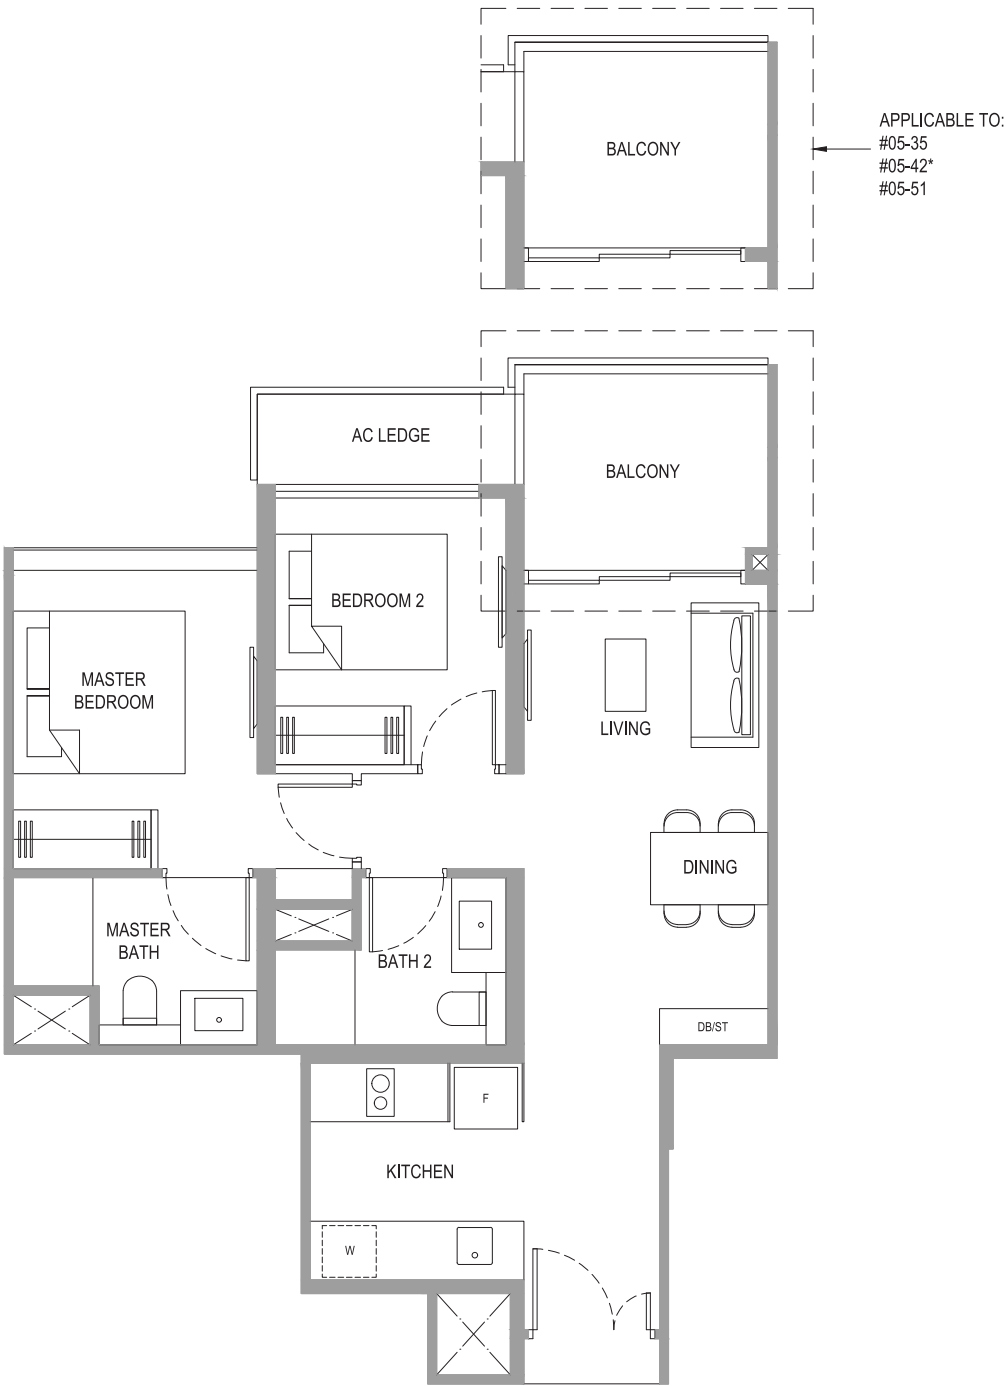 BALCONY
APPLICABLE TO:
#05-35
#05-42*
#05-51
AC LEDGE
BALCONY
BEDROOM 2
MASTER
BEDROOM
LIVING
DINING
MASTER
BATH
BATH 2
DB/ST
F
KITCHEN
W